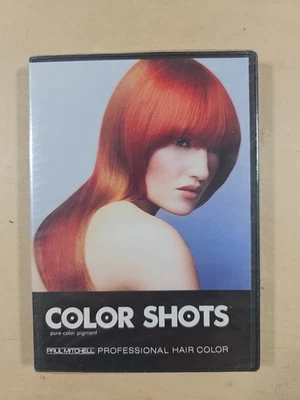 COLOR SHOTS
pure color pigment
PAUL MITCHELL PROFESSIONAL HAIR COLOR